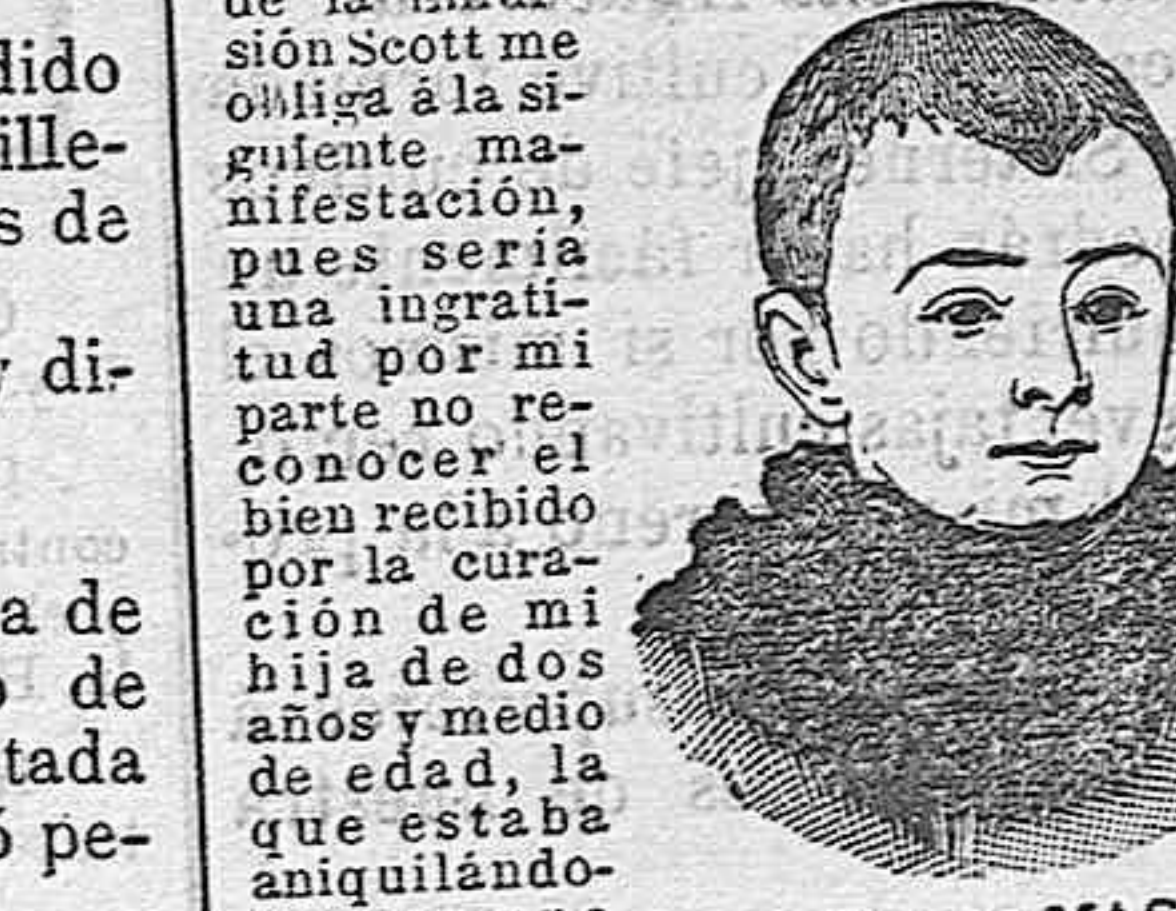 dido
ille-
s de
di-
a de
de
tada
ó pe-
de la
sión Scott me
obliga á la si-
guiente ma-
nifestación,
pues sería
una ingrati-
tud por mi
parte no re-
conocer el
bien recibido
por la cura-
ción de mi
hija de dos
años y medio
de edad, la
que estaba
aniquilándo-